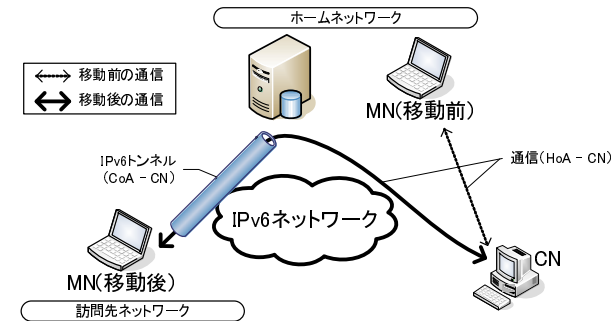 ホームネットワーク
移動前の通信
移動後の通信
MN(移動前)
IPv6トンネル
(CoA - CN)
通信(HoA - CN)
IPv6ネットワーク
CN
MN(移動後)
訪問先ネットワーク